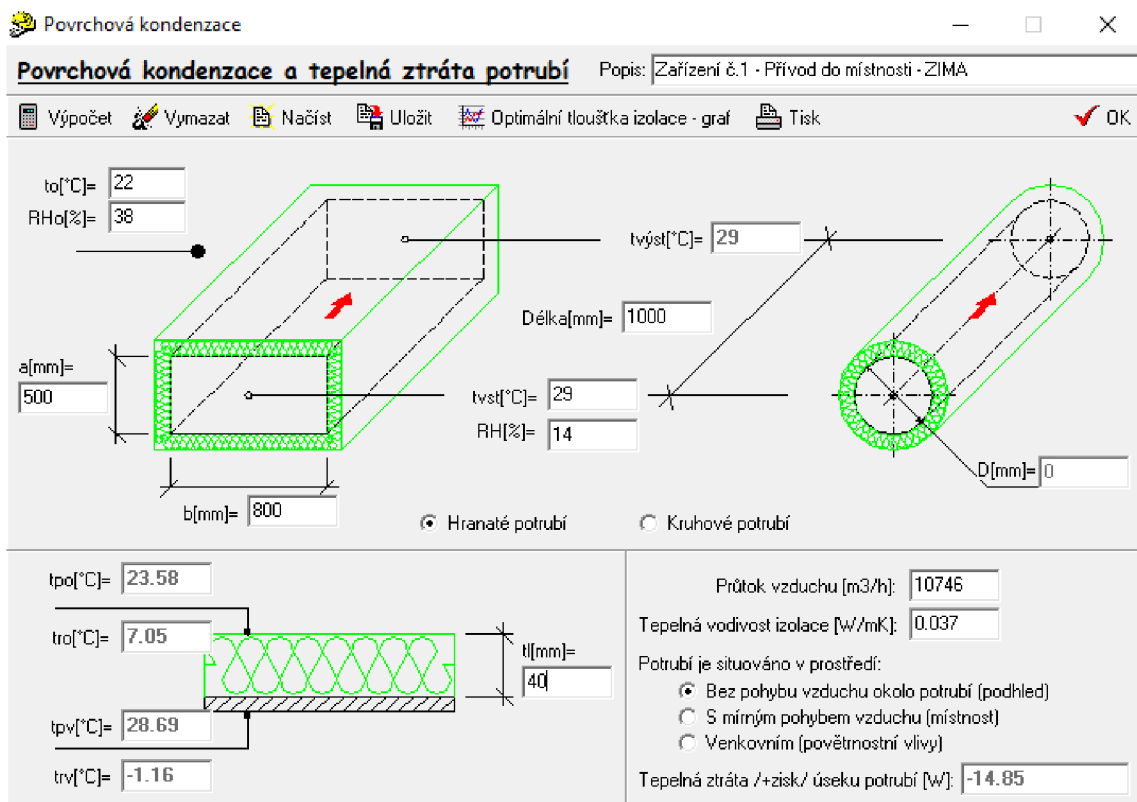 Povrchová kondenzace
Povrchová kondenzace a tepelná ztráta potrubí Popis: Zařízení č.1 - Přívod do místnosti - ZIMA
Výpočet Vymazat Načíst Uložit Optimální tloušťka izolace - graf Tisk OK
to[°C]= 22
RHo[%]= 38
tvýst[°C]= 29
Délka[mm]= 1000
a[mm]=
500
tvst[°C]= 29
RH[%]= 14
D[mm]= 0
b[mm]= 800
Hranaté potrubí Kruhové potrubí
tpo[°C]= 23.58
tro[°C]= 7.05
tl[mm]=
40
tpv[°C]= 28.69
trv[°C]= -1.16
Průtok vzduchu [m3/h]: 10746
Tepelná vodivost izolace [W/mK]: 0.037
Potrubí je situováno v prostředí:
Bez pohybu vzduchu okolo potrubí (podhled)
S mírným pohybem vzduchu (místnost)
Venkovním (povětrnostní vlivy)
Tepelná ztráta /+zisk/ úseku potrubí [W]: -14.85